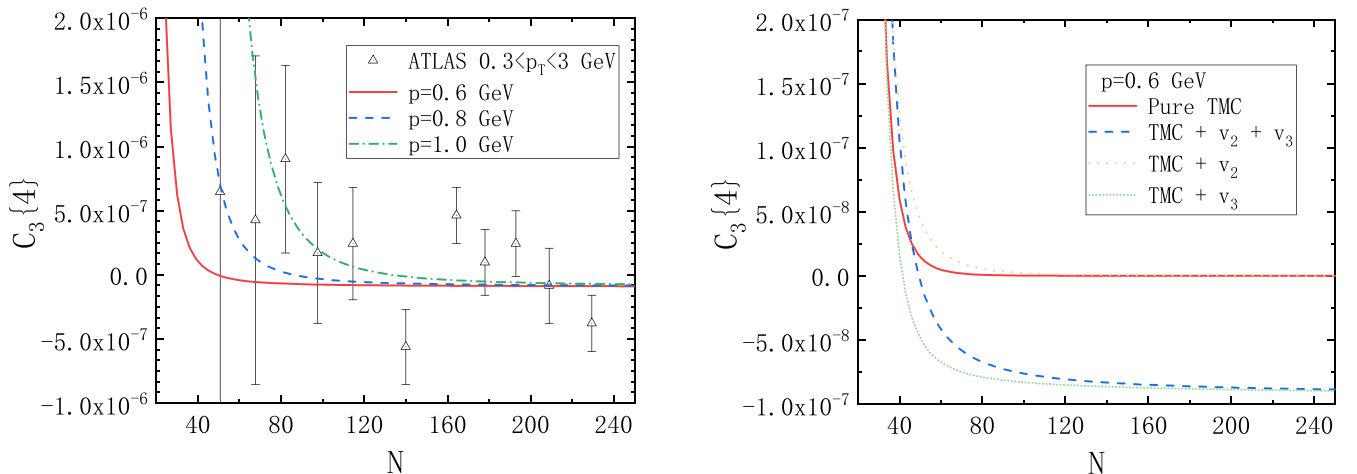 2.0x10⁻⁶
1.5x10⁻⁶
1.0x10⁻⁶
5.0x10⁻⁷
0.0
-5.0x10⁻⁷
-1.0x10⁻⁶
C₃{4}
40 80 120 160 200 240
N
ATLAS 0.3<p_T<3 GeV
p=0.6 GeV
p=0.8 GeV
p=1.0 GeV
2.0x10⁻⁷
1.5x10⁻⁷
1.0x10⁻⁷
5.0x10⁻⁸
0.0
-5.0x10⁻⁸
-1.0x10⁻⁷
C₃{4}
40 80 120 160 200 240
N
p=0.6 GeV
Pure TMC
TMC + v₂ + v₃
TMC + v₂
TMC + v₃